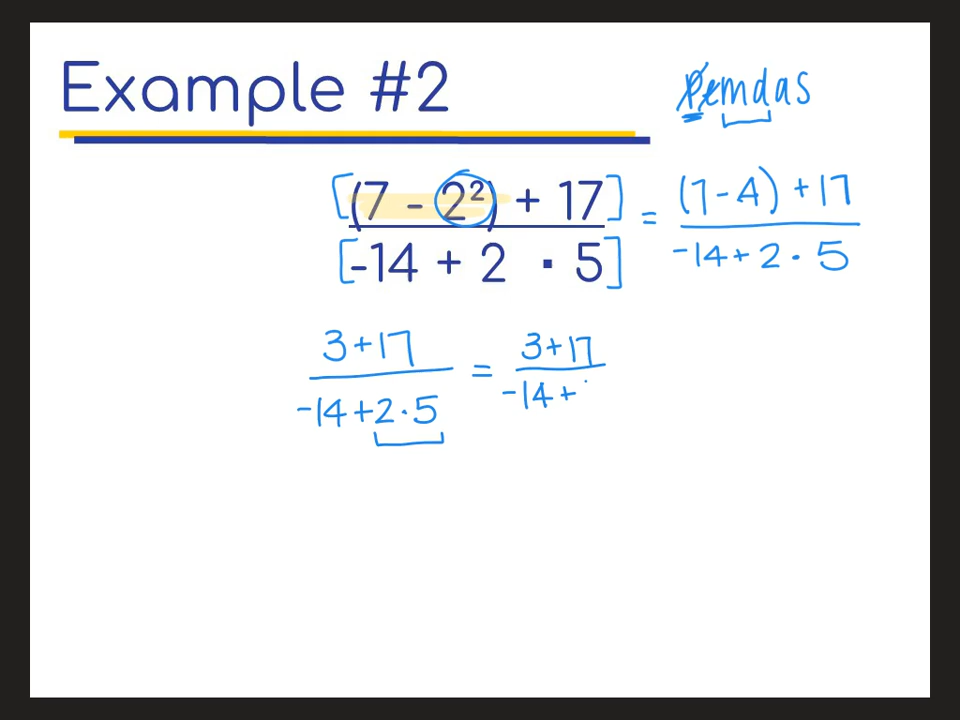 Example #2
pemdas
[(7 - 2²) + 17]
[-14 + 2 · 5]
= (7 - 4) + 17
-14 + 2 · 5
3 + 17
-14 + 2 · 5
= 3 + 17
-14 +